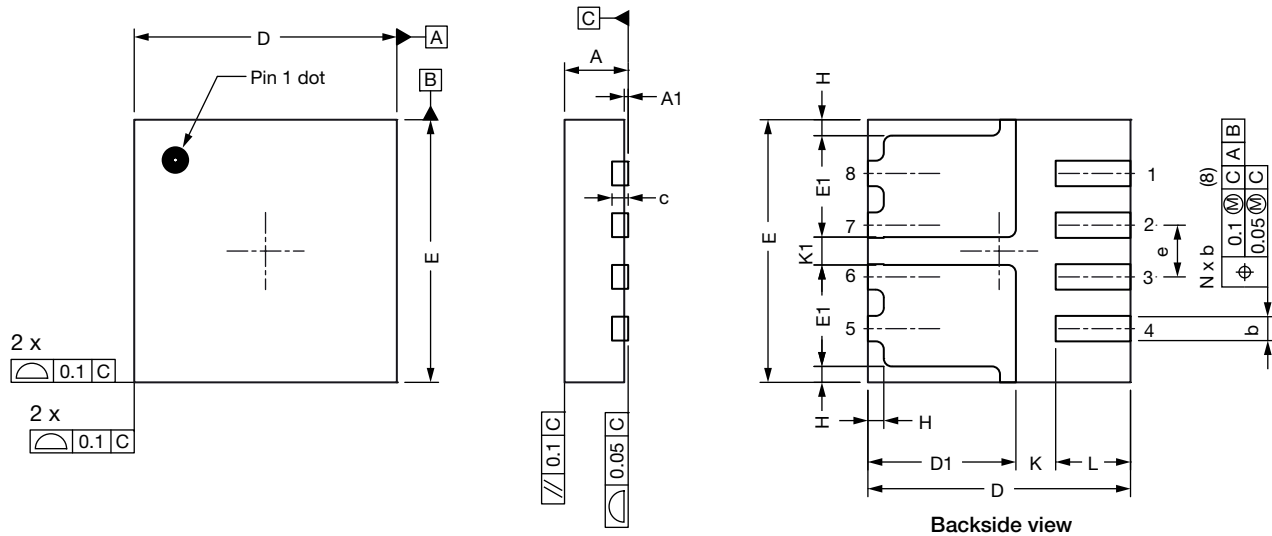 D
A
Pin 1 dot
B
E
2 x
0.1 C
2 x
0.1 C
C
A
A1
c
// 0.1 C
0.05 C
H
E
E1
K1
E1
H
H
8
7
6
5
1
2
3
4
e
b
N x b (8)
0.1 Ⓜ C A B
0.05 Ⓜ C
D1
K
L
D
Backside view